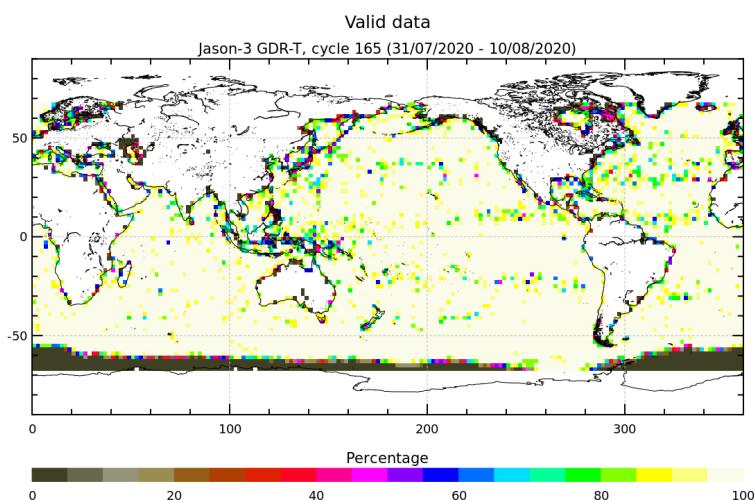 Valid data
Jason-3 GDR-T, cycle 165 (31/07/2020 - 10/08/2020)
50
0
-50
0 100 200 300
Percentage
0 20 40 60 80 100